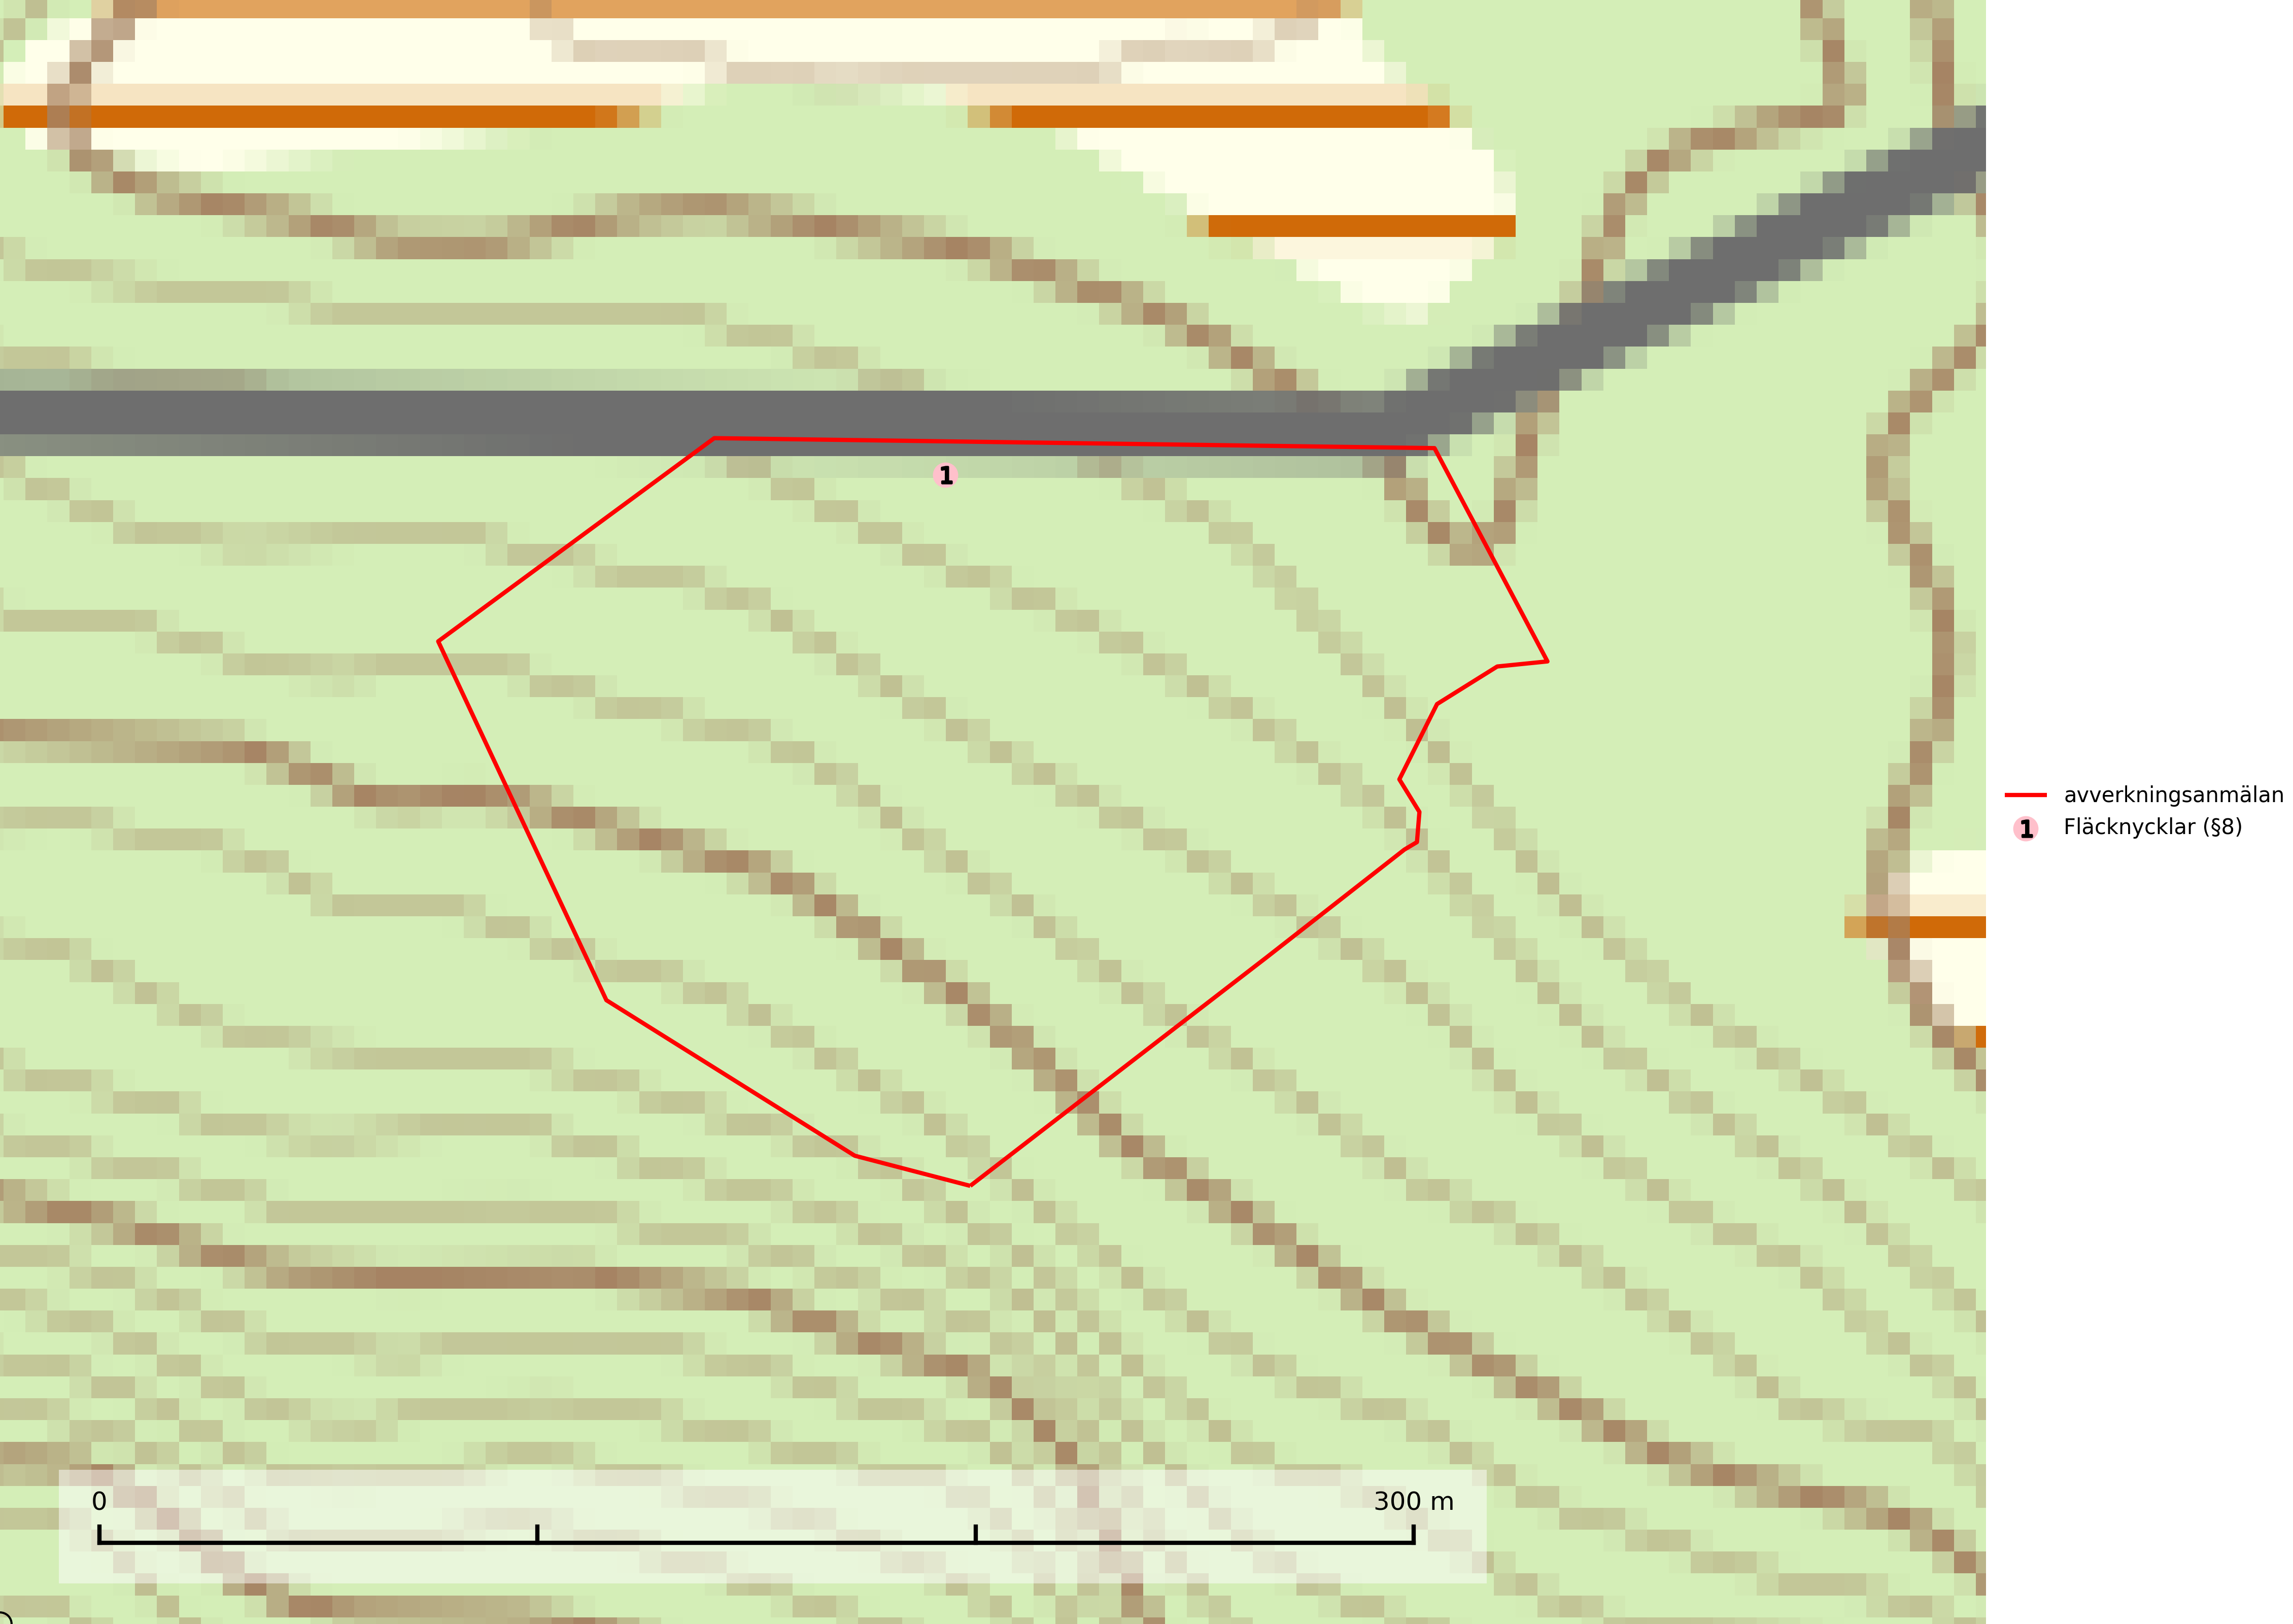 1
avverkningsanmälan
1 Fläcknycklar (§8)
0 300 m